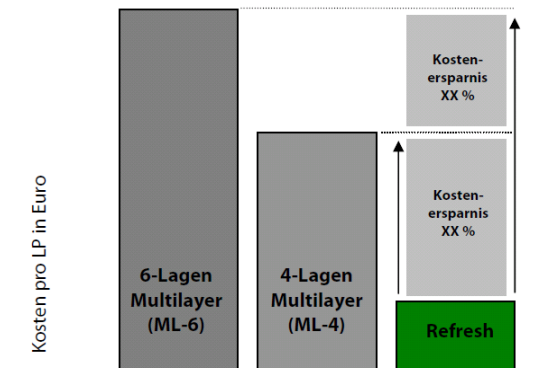 Kosten pro LP in Euro
6-Lagen
Multilayer
(ML-6)
4-Lagen
Multilayer
(ML-4)
Kosten-
ersparnis
XX %
Kosten-
ersparnis
XX %
Refresh